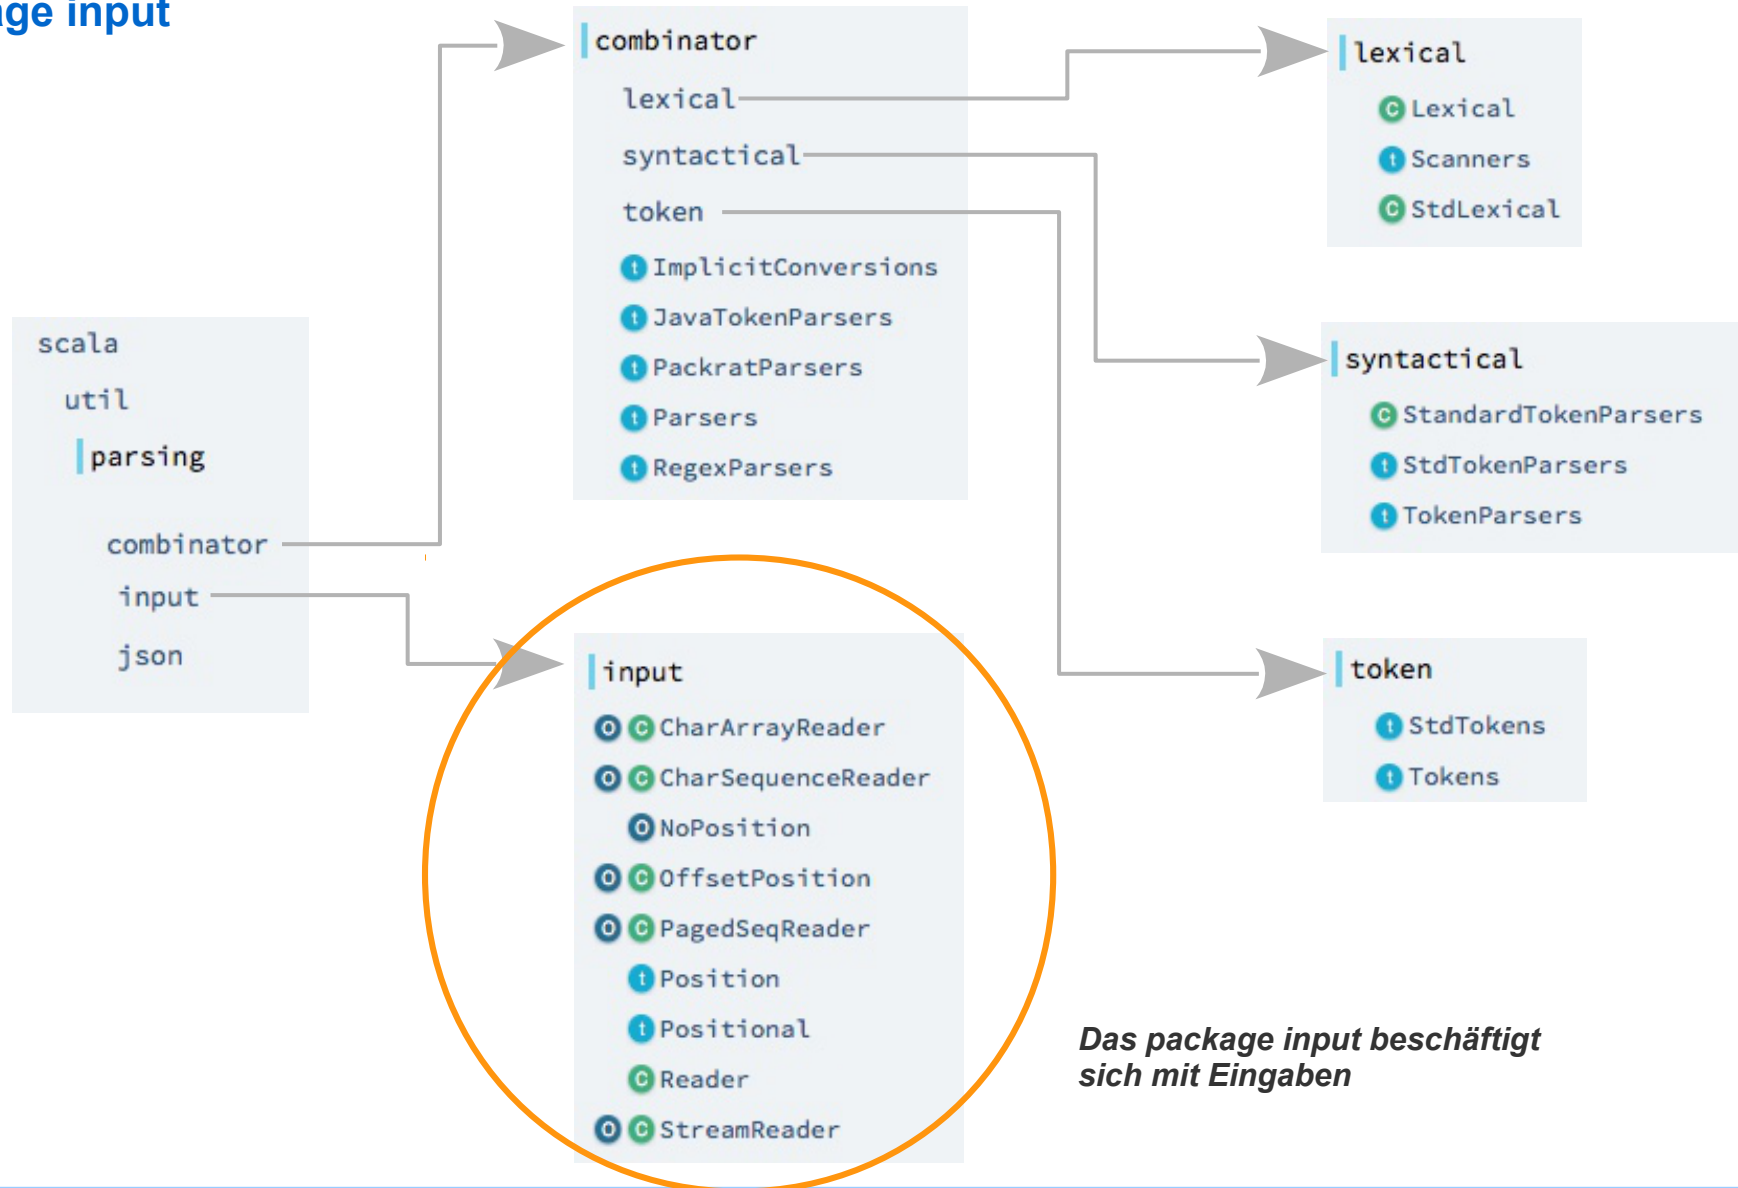 age input
scala
util
parsing
combinator
input
json
combinator
lexical
syntactical
token
t ImplicitConversions
t JavaTokenParsers
t PackratParsers
t Parsers
t RegexParsers
input
O C CharArrayReader
O C CharSequenceReader
O NoPosition
O C OffsetPosition
O C PagedSeqReader
t Position
t Positional
C Reader
O C StreamReader
lexical
C Lexical
t Scanners
C StdLexical
syntactical
C StandardTokenParsers
t StdTokenParsers
t TokenParsers
token
t StdTokens
t Tokens
Das package input beschäftigt
sich mit Eingaben